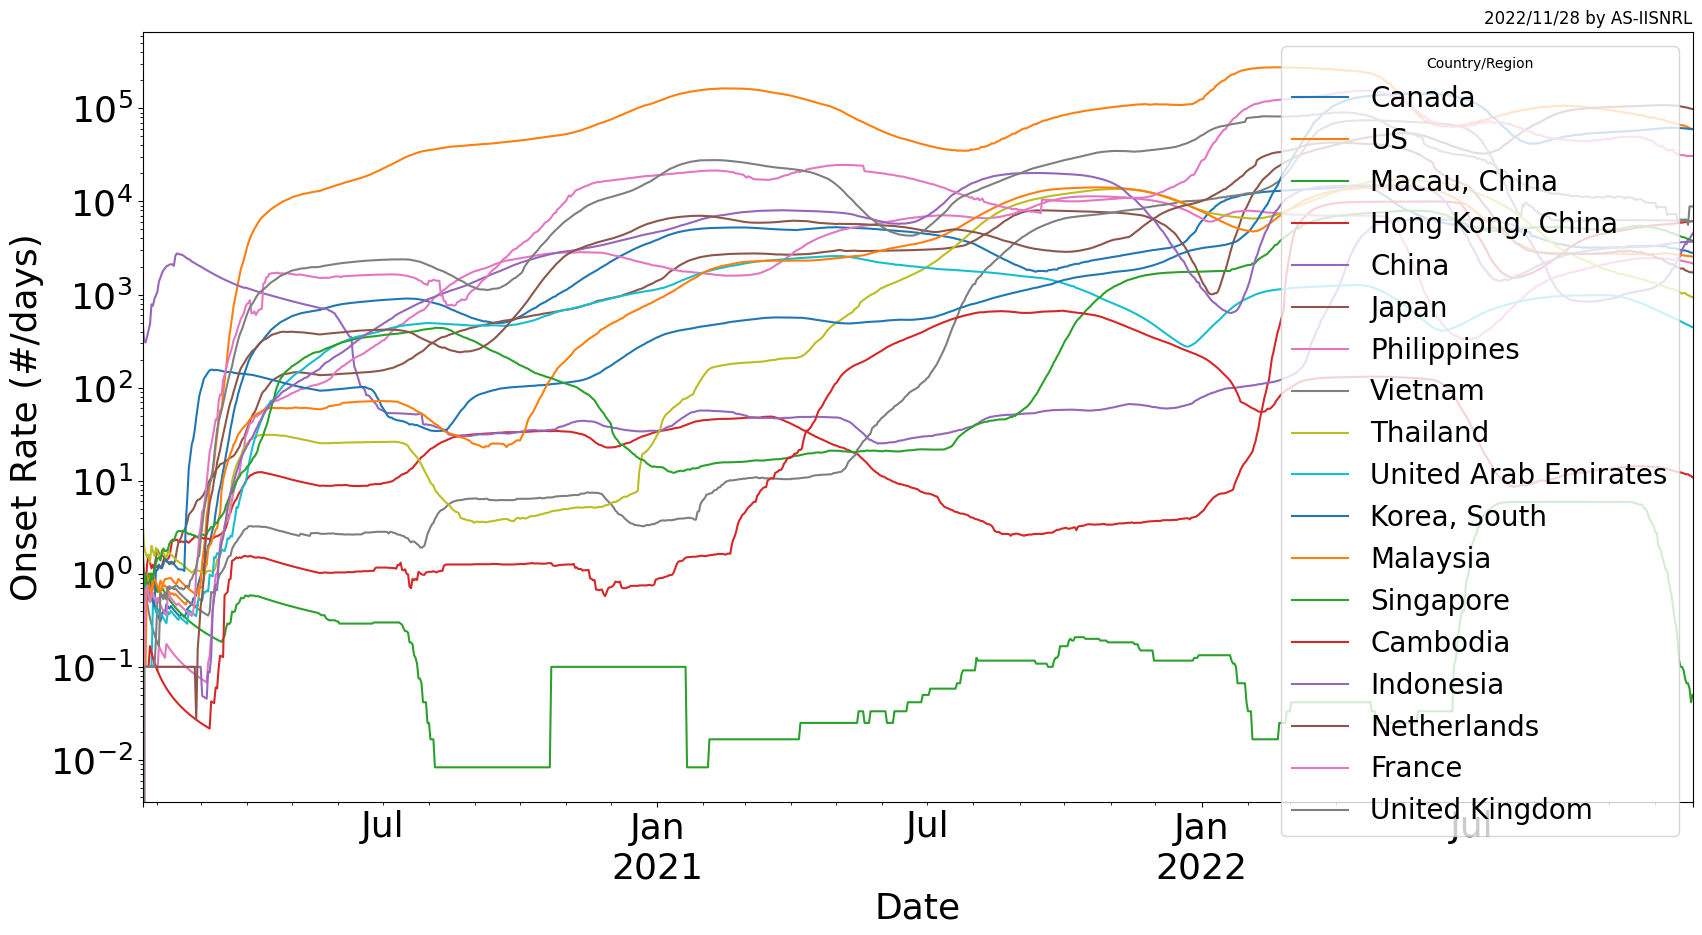 2022/11/28 by AS-IISNRL
Onset Rate (#/days)
10^5
10^4
10^3
10^2
10^1
10^0
10^-1
10^-2
Country/Region
Canada
US
Macau, China
Hong Kong, China
China
Japan
Philippines
Vietnam
Thailand
United Arab Emirates
Korea, South
Malaysia
Singapore
Cambodia
Indonesia
Netherlands
France
United Kingdom
Jul
Jan
2021
Jul
Jan
2022
Jul
Date